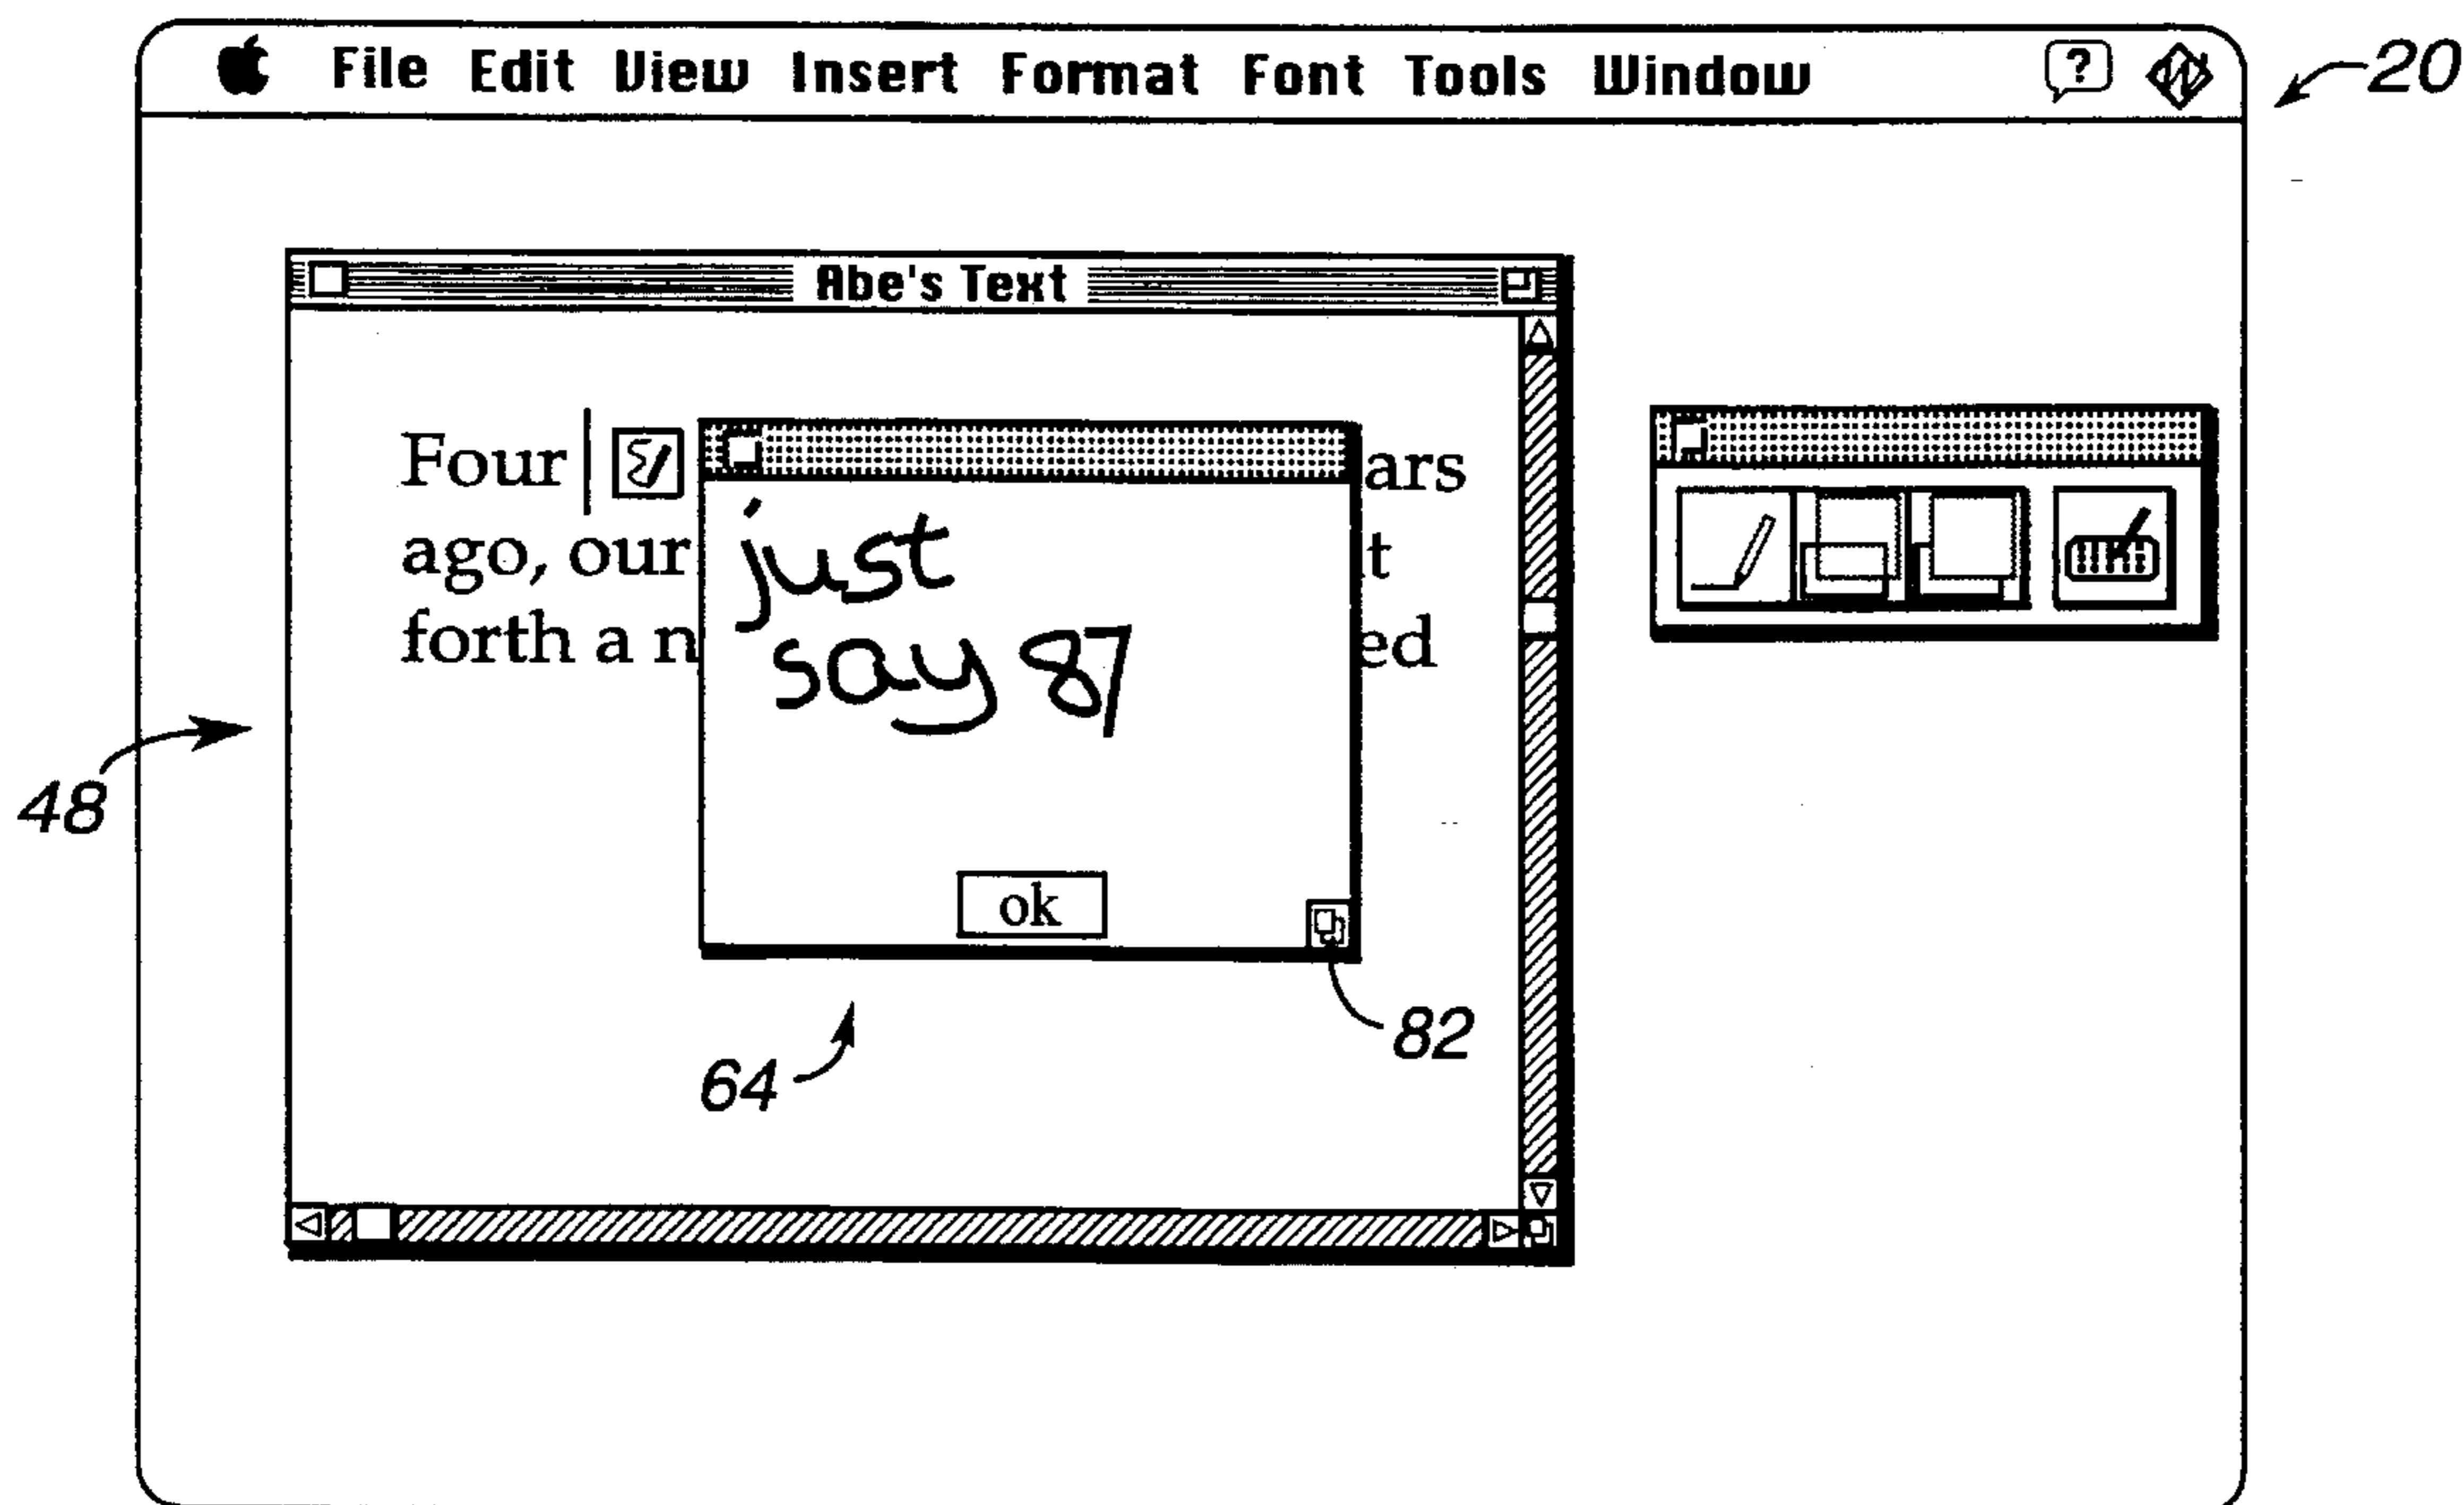 File Edit View Insert Format Font Tools Window ?
20
Abe's Text
Four ars
ago, our t
forth a n ed
just
say 87
48
ok
82
64